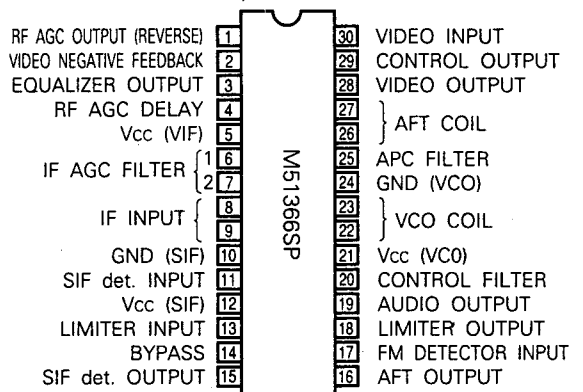 RF AGC OUTPUT (REVERSE) 1
VIDEO NEGATIVE FEEDBACK 2
EQUALIZER OUTPUT 3
RF AGC DELAY 4
Vcc (VIF) 5
IF AGC FILTER 1 6
2 7
IF INPUT 8
9
GND (SIF) 10
SIF det. INPUT 11
Vcc (SIF) 12
LIMITER INPUT 13
BYPASS 14
SIF det. OUTPUT 15
M51366SP
30 VIDEO INPUT
29 CONTROL OUTPUT
28 VIDEO OUTPUT
27
26 AFT COIL
25 APC FILTER
24 GND (VCO)
23
22 VCO COIL
21 Vcc (VC0)
20 CONTROL FILTER
19 AUDIO OUTPUT
18 LIMITER OUTPUT
17 FM DETECTOR INPUT
16 AFT OUTPUT